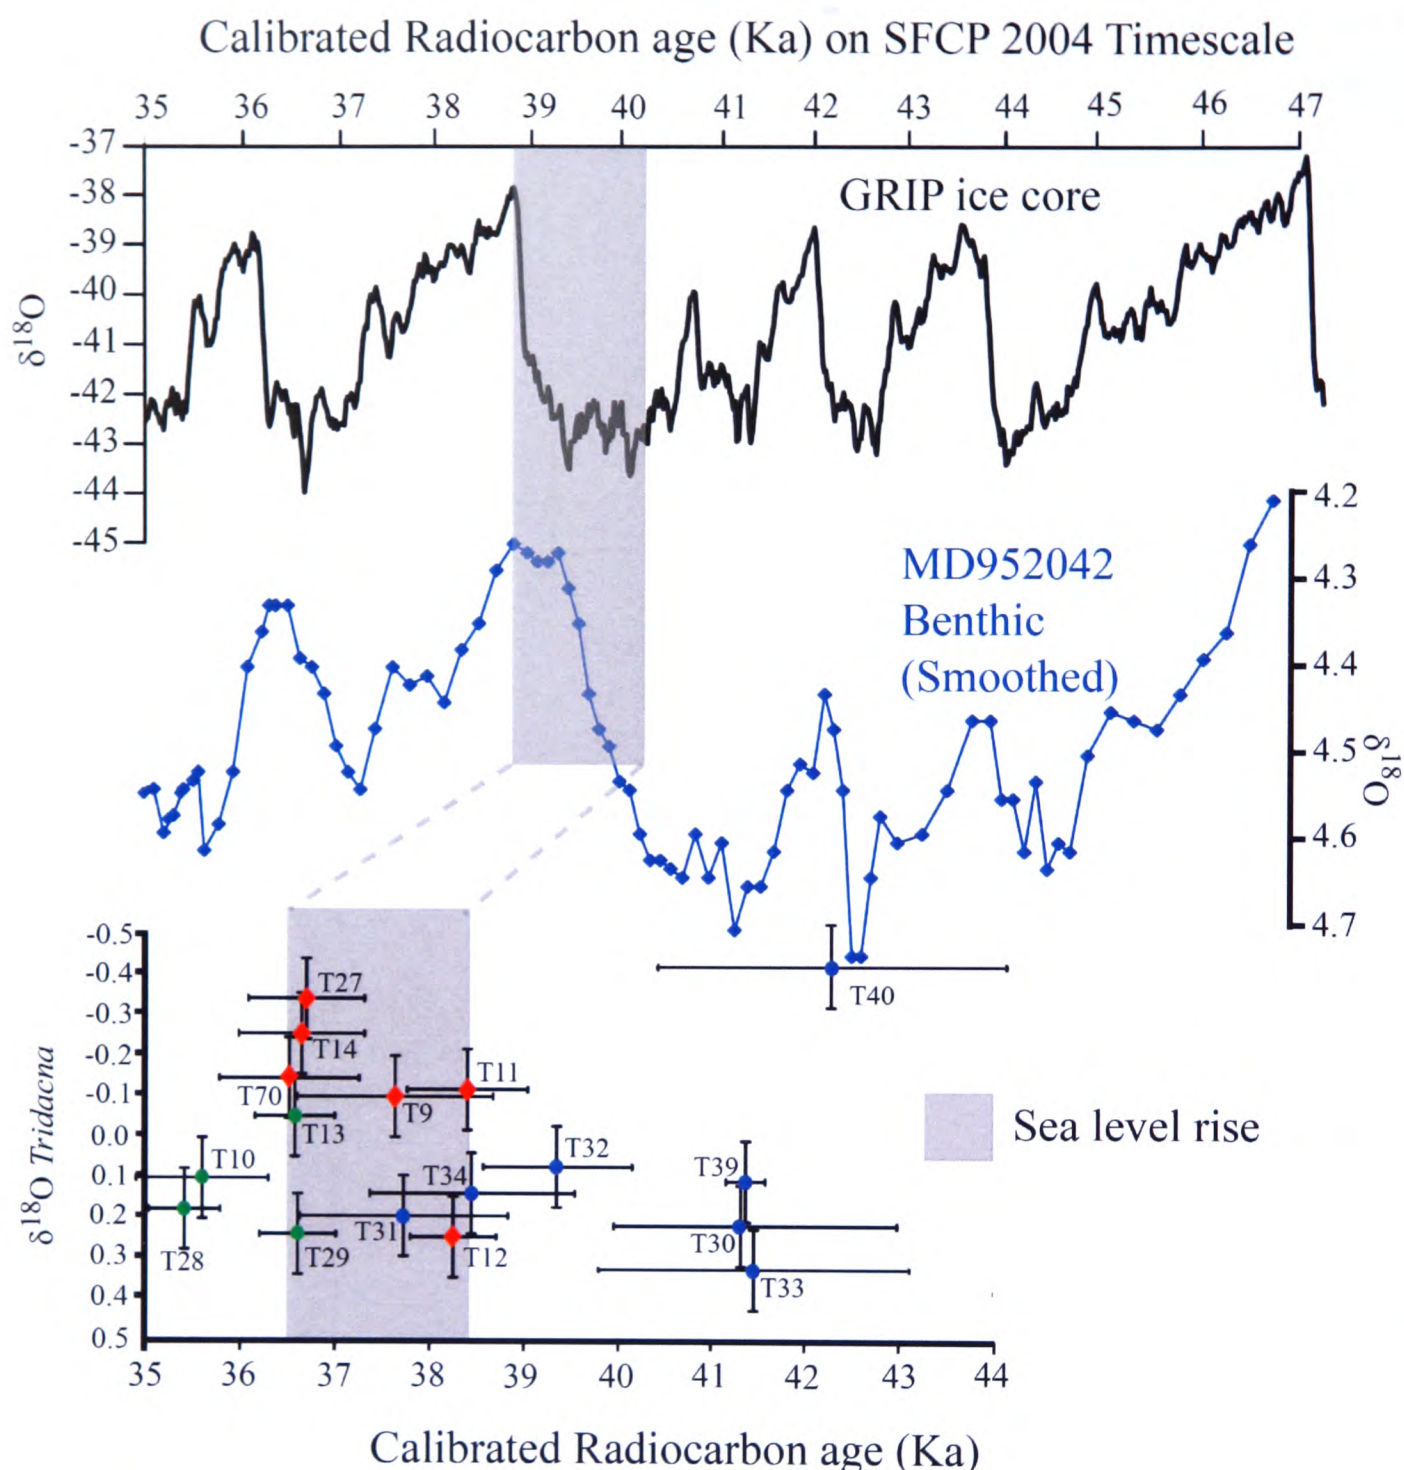 Calibrated Radiocarbon age (Ka) on SFCP 2004 Timescale
35 36 37 38 39 40 41 42 43 44 45 46 47
-37
-38
-39
-40
-41
-42
-43
-44
-45
δ¹⁸O
GRIP ice core
MD952042
Benthic
(Smoothed)
4.2
4.3
4.4
4.5
4.6
4.7
δ¹⁸O
-0.5
-0.4
-0.3
-0.2
-0.1
0.0
0.1
0.2
0.3
0.4
0.5
δ¹⁸O Tridacna
T27
T14
T70
T13
T9
T11
T10
T28
T29
T31
T34
T12
T32
T40
T39
T30
T33
Sea level rise
35 36 37 38 39 40 41 42 43 44
Calibrated Radiocarbon age (Ka)